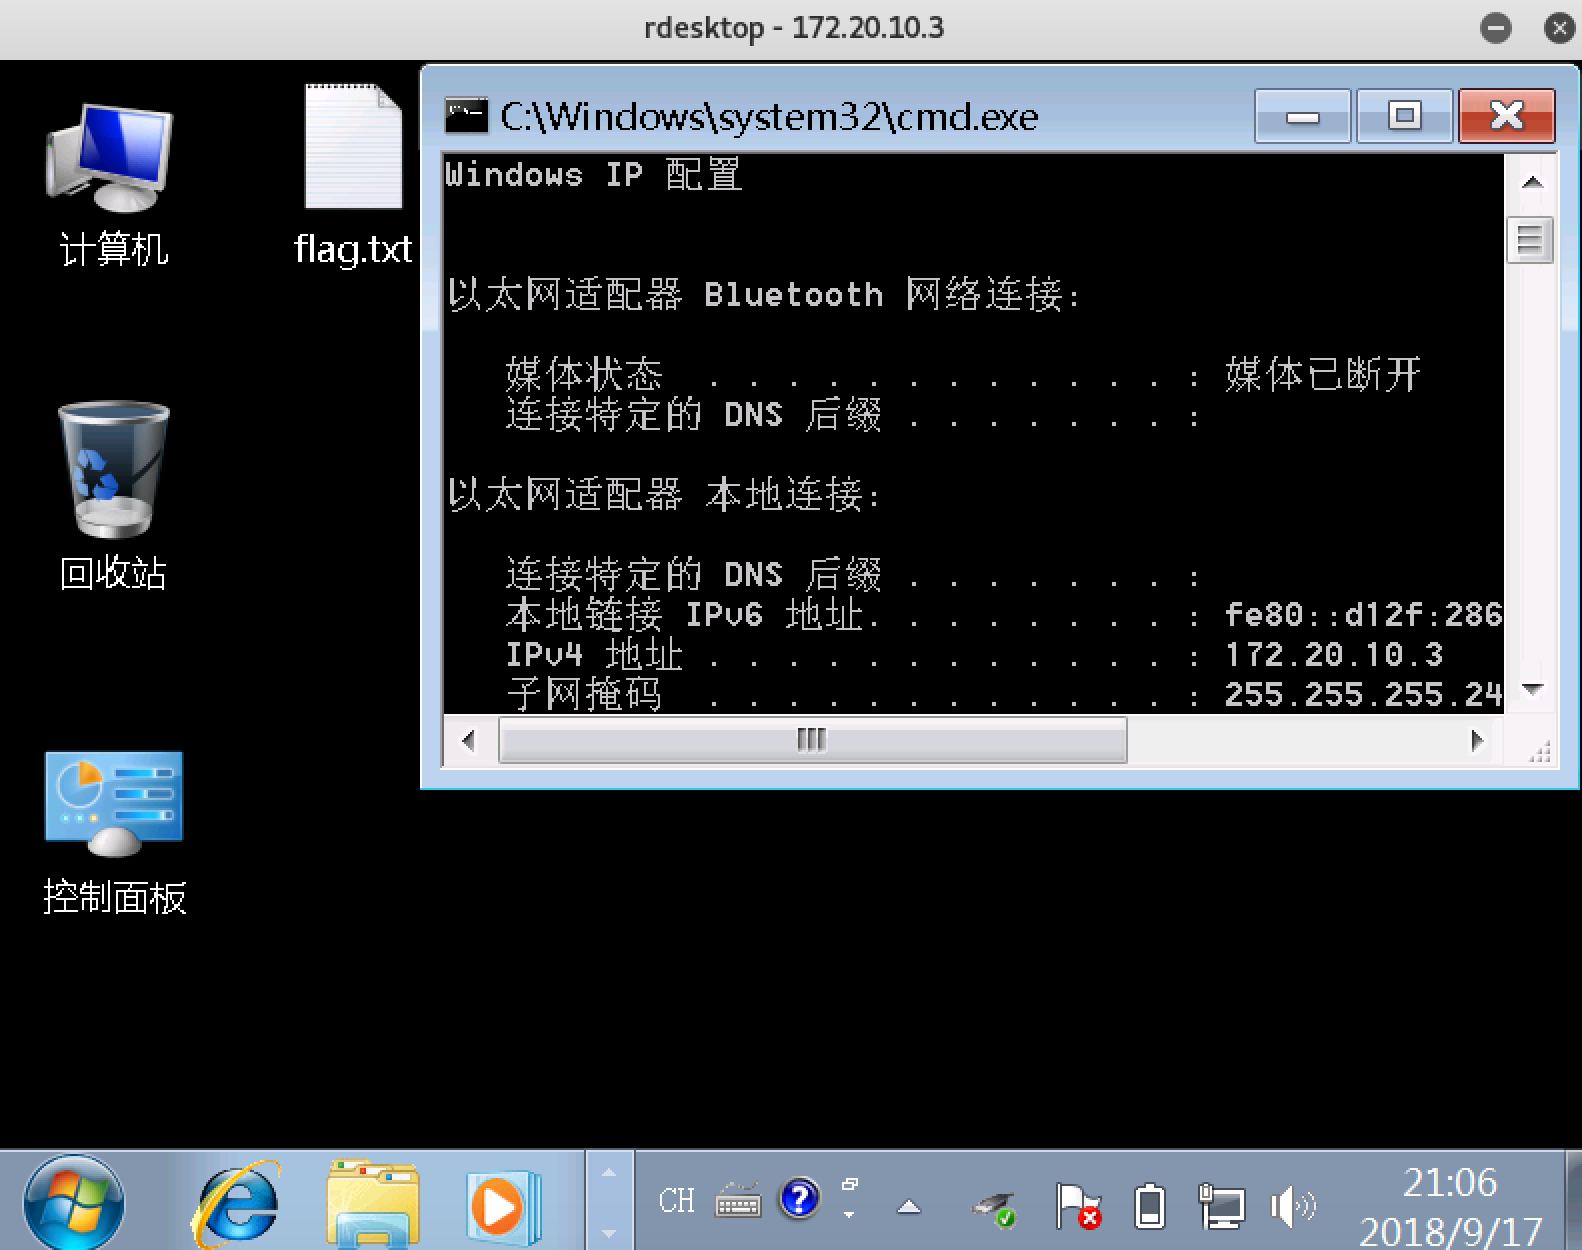 rdesktop - 172.20.10.3
计算机
flag.txt
回收站
控制面板
C:\Windows\system32\cmd.exe
Windows IP 配置
以太网适配器 Bluetooth 网络连接:
媒体状态 . . . . . . . . . . . . : 媒体已断开
连接特定的 DNS 后缀 . . . . . . . :
以太网适配器 本地连接:
连接特定的 DNS 后缀 . . . . . . . :
本地链接 IPv6 地址. . . . . . . . : fe80::d12f:286
IPv4 地址 . . . . . . . . . . . . : 172.20.10.3
子网掩码 . . . . . . . . . . . . : 255.255.255.24
CH
21:06
2018/9/17